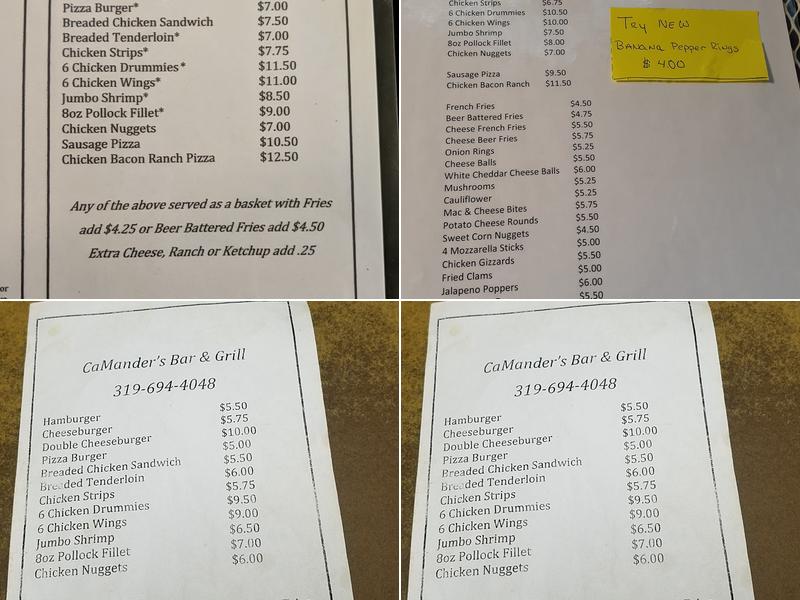 Pizza Burger* $7.00
Breaded Chicken Sandwich $7.50
Breaded Tenderloin* $7.00
Chicken Strips* $7.75
6 Chicken Drummies* $11.50
6 Chicken Wings* $11.00
Jumbo Shrimp* $8.50
8oz Pollock Fillet* $9.00
Chicken Nuggets $7.00
Sausage Pizza $10.50
Chicken Bacon Ranch Pizza $12.50
Any of the above served as a basket with Fries
add $4.25 or Beer Battered Fries add $4.50
Extra Cheese, Ranch or Ketchup add .25
or
Chicken Strips $6.75
6 Chicken Drummies $10.50
6 Chicken Wings $10.00
Jumbo Shrimp $7.50
8oz Pollock Fillet $8.00
Chicken Nuggets $7.00
Sausage Pizza $9.50
Chicken Bacon Ranch $11.50
Try New
Banana Pepper Rings
$ 4.00
French Fries $4.50
Beer Battered Fries $4.75
Cheese French Fries $5.50
Cheese Beer Fries $5.75
Onion Rings $5.25
Cheese Balls $5.50
White Cheddar Cheese Balls $6.00
Mushrooms $5.25
Cauliflower $5.25
Mac & Cheese Bites $5.75
Potato Cheese Rounds $5.50
Sweet Corn Nuggets $4.50
4 Mozzarella Sticks $5.00
Chicken Gizzards $5.50
Fried Clams $5.00
Jalapeno Poppers $6.00
$5.50
CaMander's Bar & Grill
319-694-4048
Hamburger $5.50
Cheeseburger $5.75
Double Cheeseburger $10.00
Pizza Burger $5.00
Breaded Chicken Sandwich $5.50
Breaded Tenderloin $6.00
Chicken Strips $5.75
6 Chicken Drummies $9.50
6 Chicken Wings $9.00
Jumbo Shrimp $6.50
8oz Pollock Fillet $7.00
Chicken Nuggets $6.00
CaMander's Bar & Grill
319-694-4048
Hamburger $5.50
Cheeseburger $5.75
Double Cheeseburger $10.00
Pizza Burger $5.00
Breaded Chicken Sandwich $5.50
Breaded Tenderloin $6.00
Chicken Strips $5.75
6 Chicken Drummies $9.50
6 Chicken Wings $9.00
Jumbo Shrimp $6.50
8oz Pollock Fillet $7.00
Chicken Nuggets $6.00